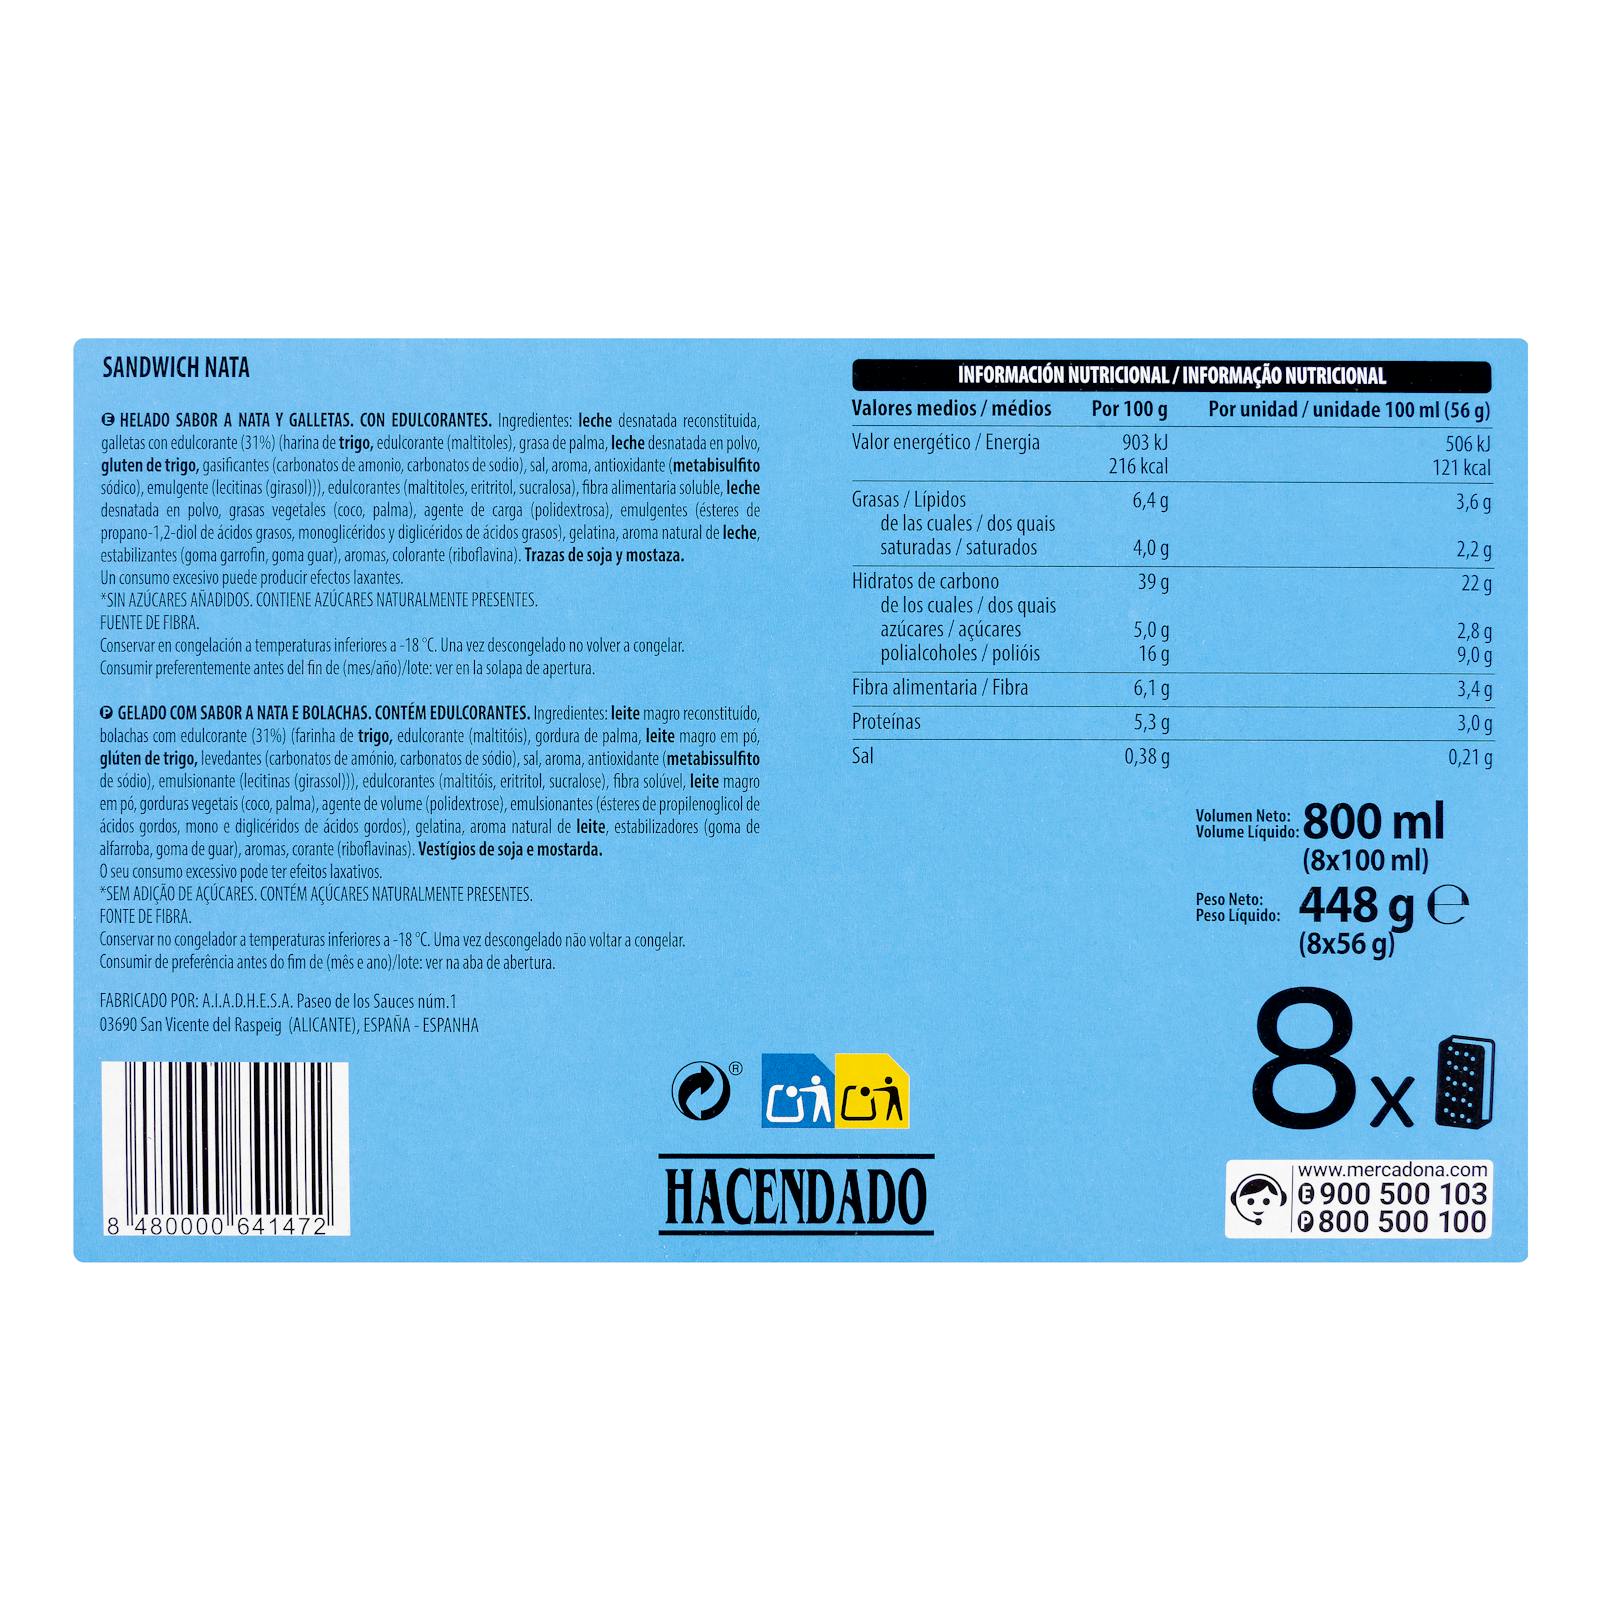 SANDWICH NATA
E HELADO SABOR A NATA Y GALLETAS. CON EDULCORANTES. Ingredientes: leche desnatada reconstituida,
galletas con edulcorante (31%) (harina de trigo, edulcorante (maltitoles), grasa de palma, leche desnatada en polvo,
gluten de trigo, gasificantes (carbonatos de amonio, carbonatos de sodio), sal, aroma, antioxidante (metabisulfito
sódico), emulgente (lecitinas (girasol))), edulcorantes (maltitoles, eritritol, sucralosa), fibra alimentaria soluble, leche
desnatada en polvo, grasas vegetales (coco, palma), agente de carga (polidextrosa), emulgentes (ésteres de
propano-1,2-diol de ácidos grasos, monoglicéridos y diglicéridos de ácidos grasos), gelatina, aroma natural de leche,
estabilizantes (goma garrofin, goma guar), aromas, colorante (riboflavina). Trazas de soja y mostaza.
Un consumo excesivo puede producir efectos laxantes.
*SIN AZÚCARES AÑADIDOS. CONTIENE AZÚCARES NATURALMENTE PRESENTES.
FUENTE DE FIBRA.
Conservar en congelación a temperaturas inferiores a -18 °C. Una vez descongelado no volver a congelar.
Consumir preferentemente antes del fin de (mes/año)/lote: ver en la solapa de apertura.
P GELADO COM SABOR A NATA E BOLACHAS. CONTÉM EDULCORANTES. Ingredientes: leite magro reconstituído,
bolachas com edulcorante (31%) (farinha de trigo, edulcorante (maltitóis), gordura de palma, leite magro em pó,
glúten de trigo, levedantes (carbonatos de amónio, carbonatos de sódio), sal, aroma, antioxidante (metabissulfito
de sódio), emulsionante (lecitinas (girassol))), edulcorantes (maltitóis, eritritol, sucralose), fibra solúvel, leite magro
em pó, gorduras vegetais (coco, palma), agente de volume (polidextrose), emulsionantes (ésteres de propilenoglicol de
ácidos gordos, mono e diglicéridos de ácidos gordos), gelatina, aroma natural de leite, estabilizadores (goma de
alfarroba, goma de guar), aromas, corante (riboflavinas). Vestígios de soja e mostarda.
O seu consumo excessivo pode ter efeitos laxativos.
*SEM ADIÇÃO DE AÇÚCARES. CONTÉM AÇÚCARES NATURALMENTE PRESENTES.
FONTE DE FIBRA.
Conservar no congelador a temperaturas inferiores a -18 °C. Uma vez descongelado não voltar a congelar.
Consumir de preferência antes do fim de (mês e ano)/lote: ver na aba de abertura.
FABRICADO POR: A.I.A.D.H.E.S.A. Paseo de los Sauces núm.1
03690 San Vicente del Raspeig (ALICANTE), ESPAÑA - ESPANHA
8 480000 641472
INFORMACIÓN NUTRICIONAL / INFORMAÇÃO NUTRICIONAL
Valores medios / médios Por 100 g Por unidad / unidade 100 ml (56 g)
Valor energético / Energia 903 kJ 506 kJ
216 kcal 121 kcal
Grasas / Lípidos 6,4 g 3,6 g
de las cuales / dos quais
saturadas / saturados 4,0 g 2,2 g
Hidratos de carbono 39 g 22 g
de los cuales / dos quais
azúcares / açúcares 5,0 g 2,8 g
polialcoholes / polióis 16 g 9,0 g
Fibra alimentaria / Fibra 6,1 g 3,4 g
Proteínas 5,3 g 3,0 g
Sal 0,38 g 0,21 g
Volumen Neto:
Volume Líquido: 800 ml
(8x100 ml)
Peso Neto:
Peso Líquido: 448 g ℮
(8x56 g)
8x
®
HACENDADO
www.mercadona.com
E 900 500 103
P 800 500 100